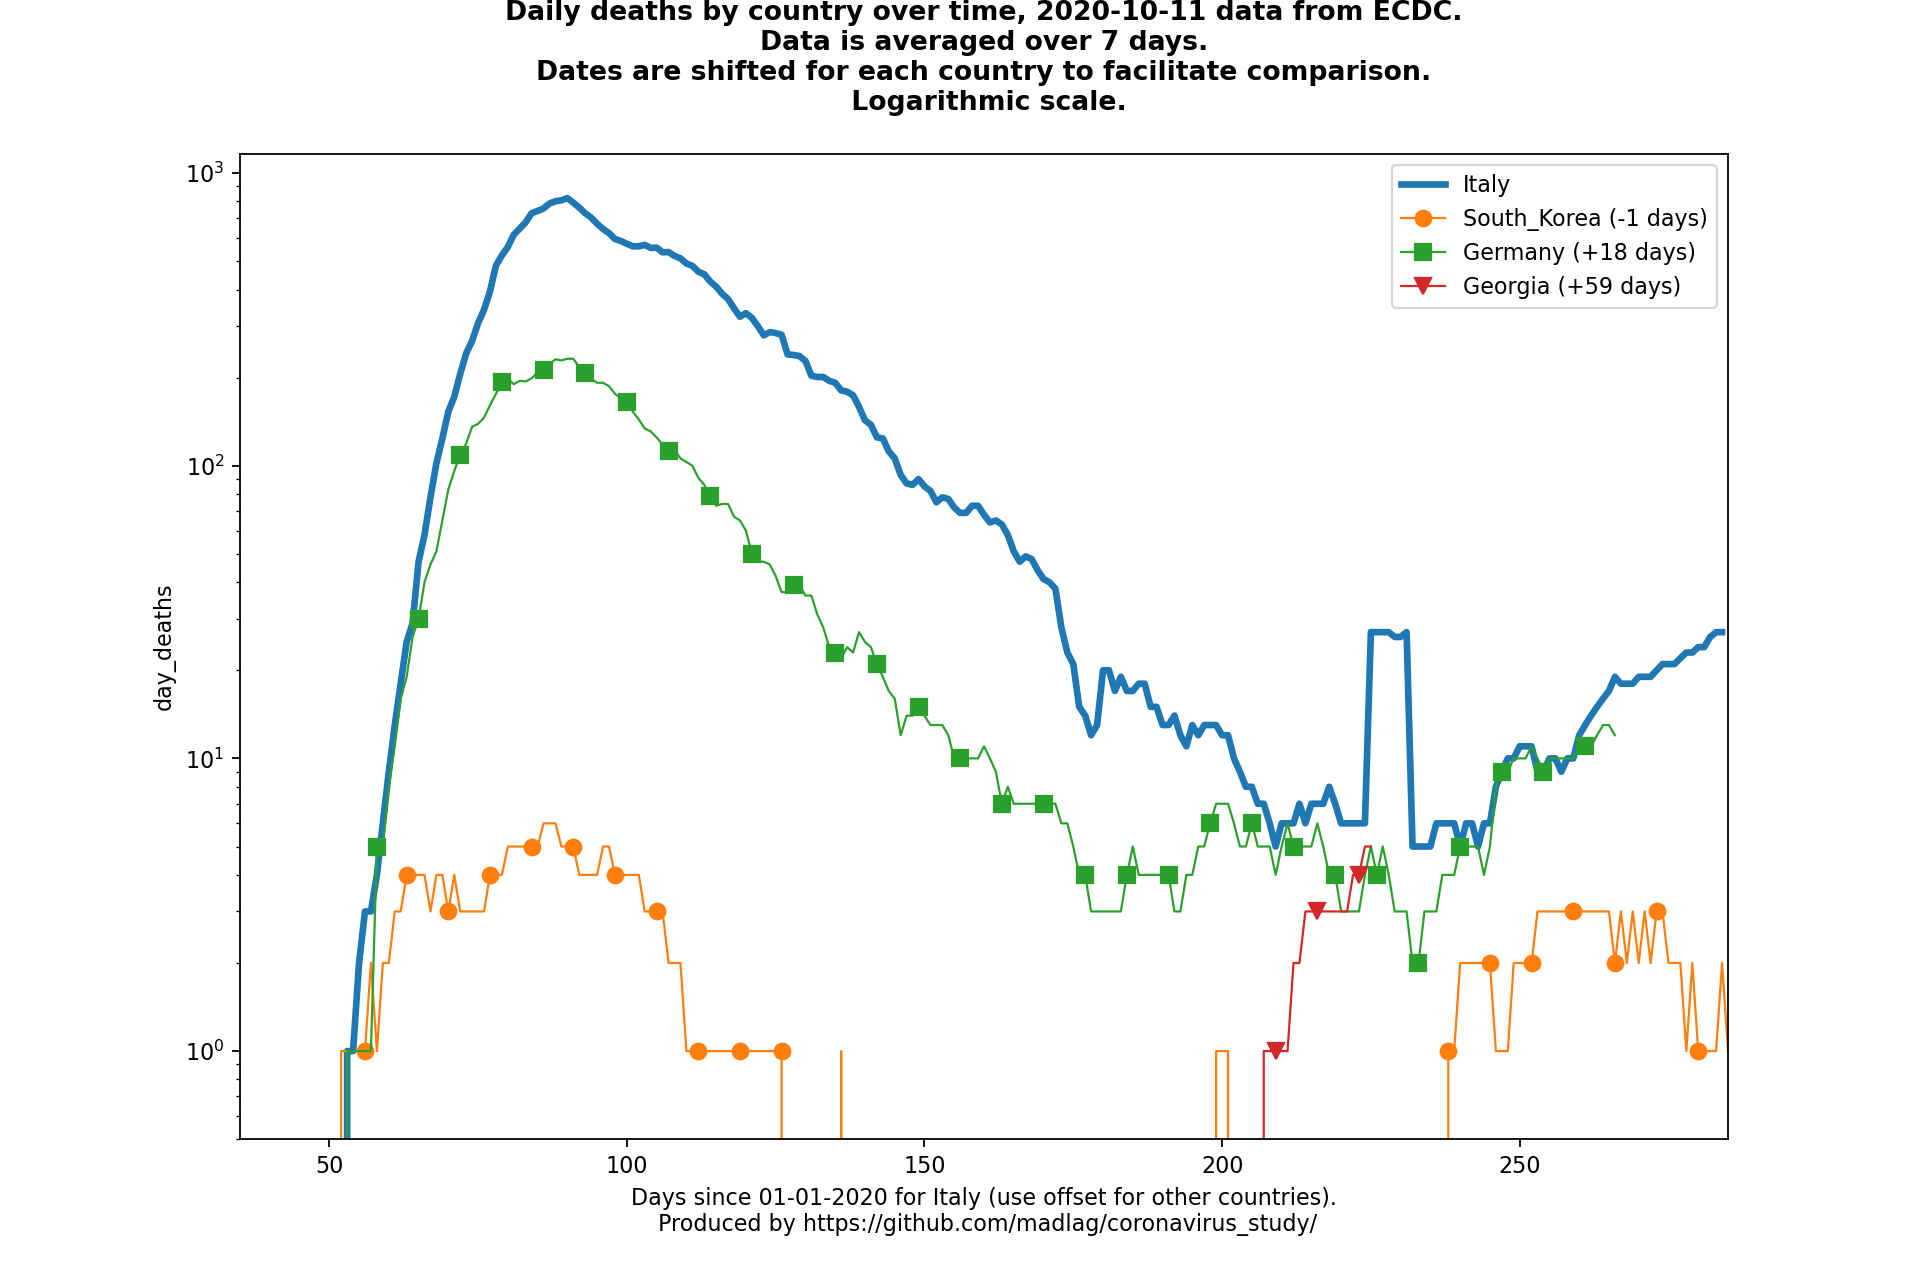 Daily deaths by country over time, 2020-10-11 data from ECDC.
Data is averaged over 7 days.
Dates are shifted for each country to facilitate comparison.
Logarithmic scale.
10³
10²
10¹
10⁰
day_deaths
Italy
South_Korea (-1 days)
Germany (+18 days)
Georgia (+59 days)
50 100 150 200 250
Days since 01-01-2020 for Italy (use offset for other countries).
Produced by https://github.com/madlag/coronavirus_study/